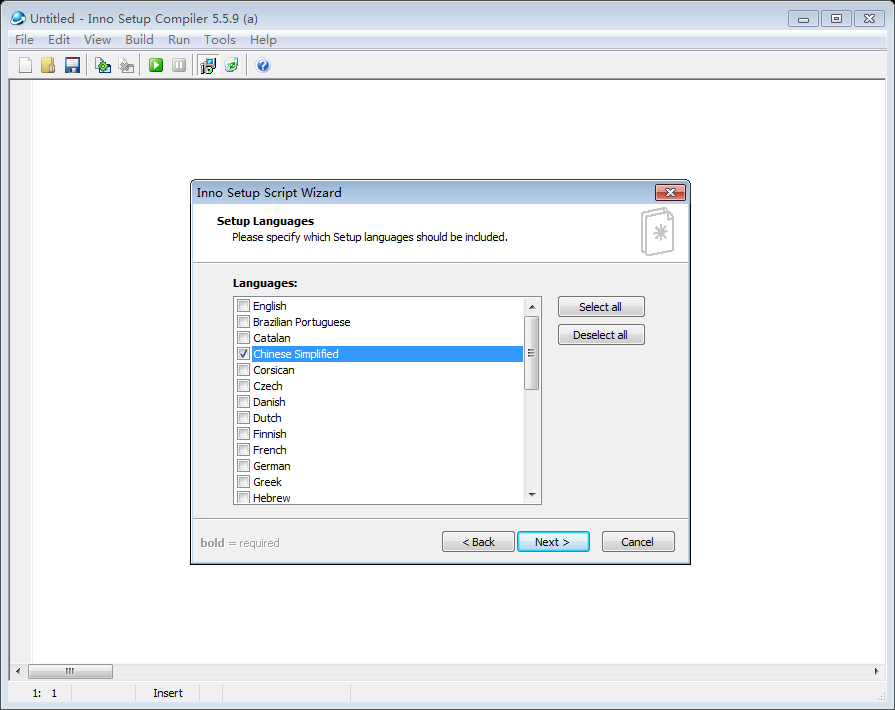 Untitled - Inno Setup Compiler 5.5.9 (a)
File Edit View Build Run Tools Help
Inno Setup Script Wizard
Setup Languages
Please specify which Setup languages should be included.
Languages:
English
Brazilian Portuguese
Catalan
Chinese Simplified
Corsican
Czech
Danish
Dutch
Finnish
French
German
Greek
Hebrew
Select all
Deselect all
bold = required
< Back
Next >
Cancel
1: 1
Insert